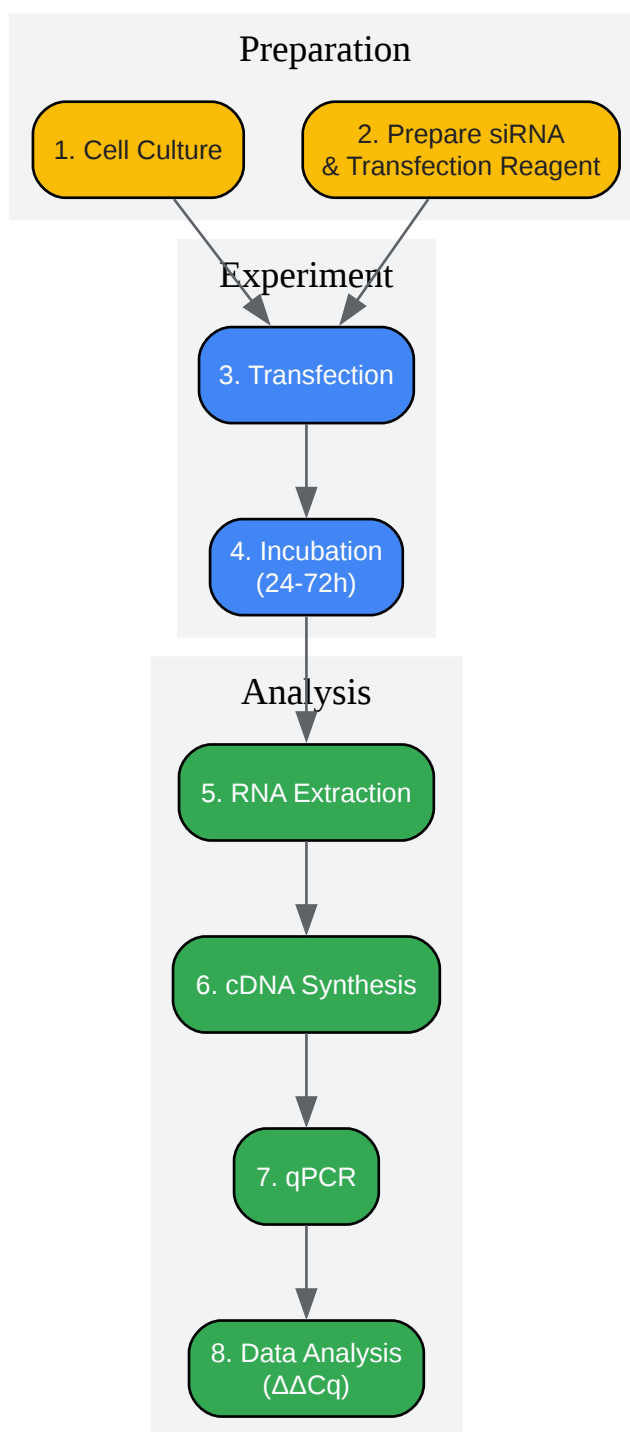 Preparation
1. Cell Culture
2. Prepare siRNA
& Transfection Reagent
Experiment
3. Transfection
4. Incubation
(24-72h)
Analysis
5. RNA Extraction
6. cDNA Synthesis
7. qPCR
8. Data Analysis
(ΔΔCq)